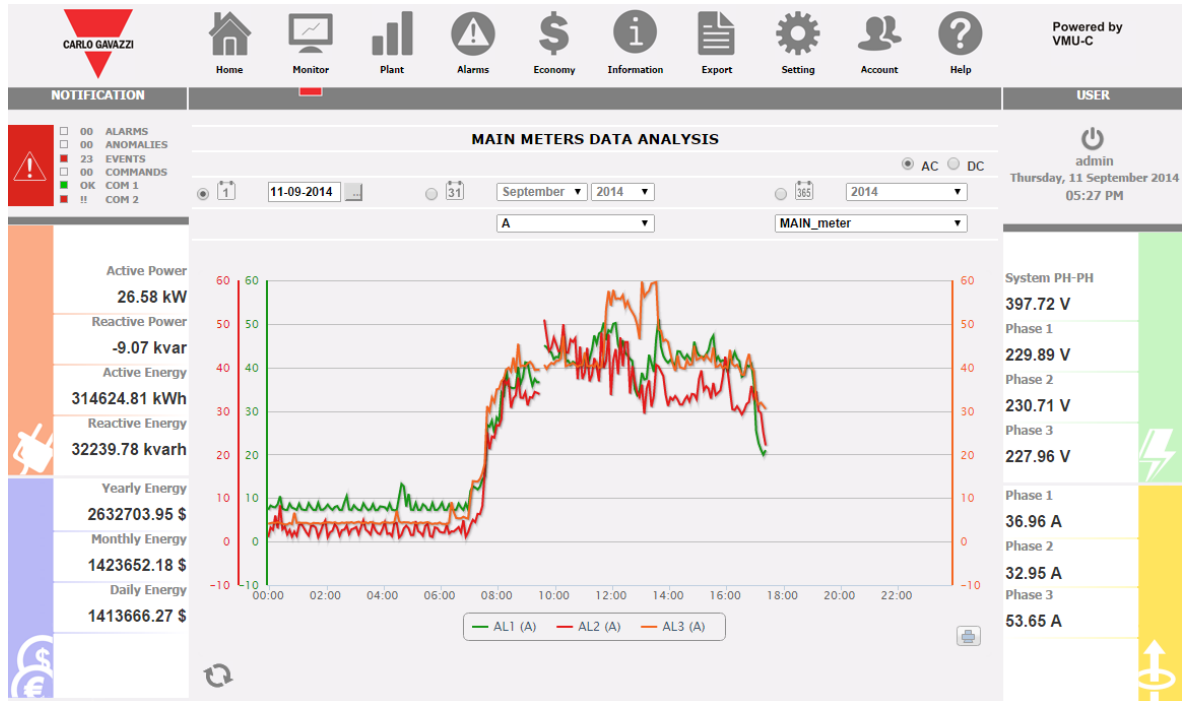 CARLO GAVAZZI
Home
Monitor
Plant
Alarms
Economy
Information
Export
Setting
Account
Help
Powered by
VMU-C
NOTIFICATION
USER
00 ALARMS
00 ANOMALIES
23 EVENTS
00 COMMANDS
OK COM 1
!! COM 2
MAIN METERS DATA ANALYSIS
AC DC
1 11-09-2014 ... 31 September 2014 365 2014
A MAIN_meter
admin
Thursday, 11 September 2014
05:27 PM
Active Power
26.58 kW
Reactive Power
-9.07 kvar
Active Energy
314624.81 kWh
Reactive Energy
32239.78 kvarh
Yearly Energy
2632703.95 $
Monthly Energy
1423652.18 $
Daily Energy
1413666.27 $
60 60 60
50 50 50
40 40 40
30 30 30
20 20 20
10 10 10
0 0 0
-10 -10 -10
00:00 02:00 04:00 06:00 08:00 10:00 12:00 14:00 16:00 18:00 20:00 22:00
AL1 (A) AL2 (A) AL3 (A)
System PH-PH
397.72 V
Phase 1
229.89 V
Phase 2
230.71 V
Phase 3
227.96 V
Phase 1
36.96 A
Phase 2
32.95 A
Phase 3
53.65 A
$
€